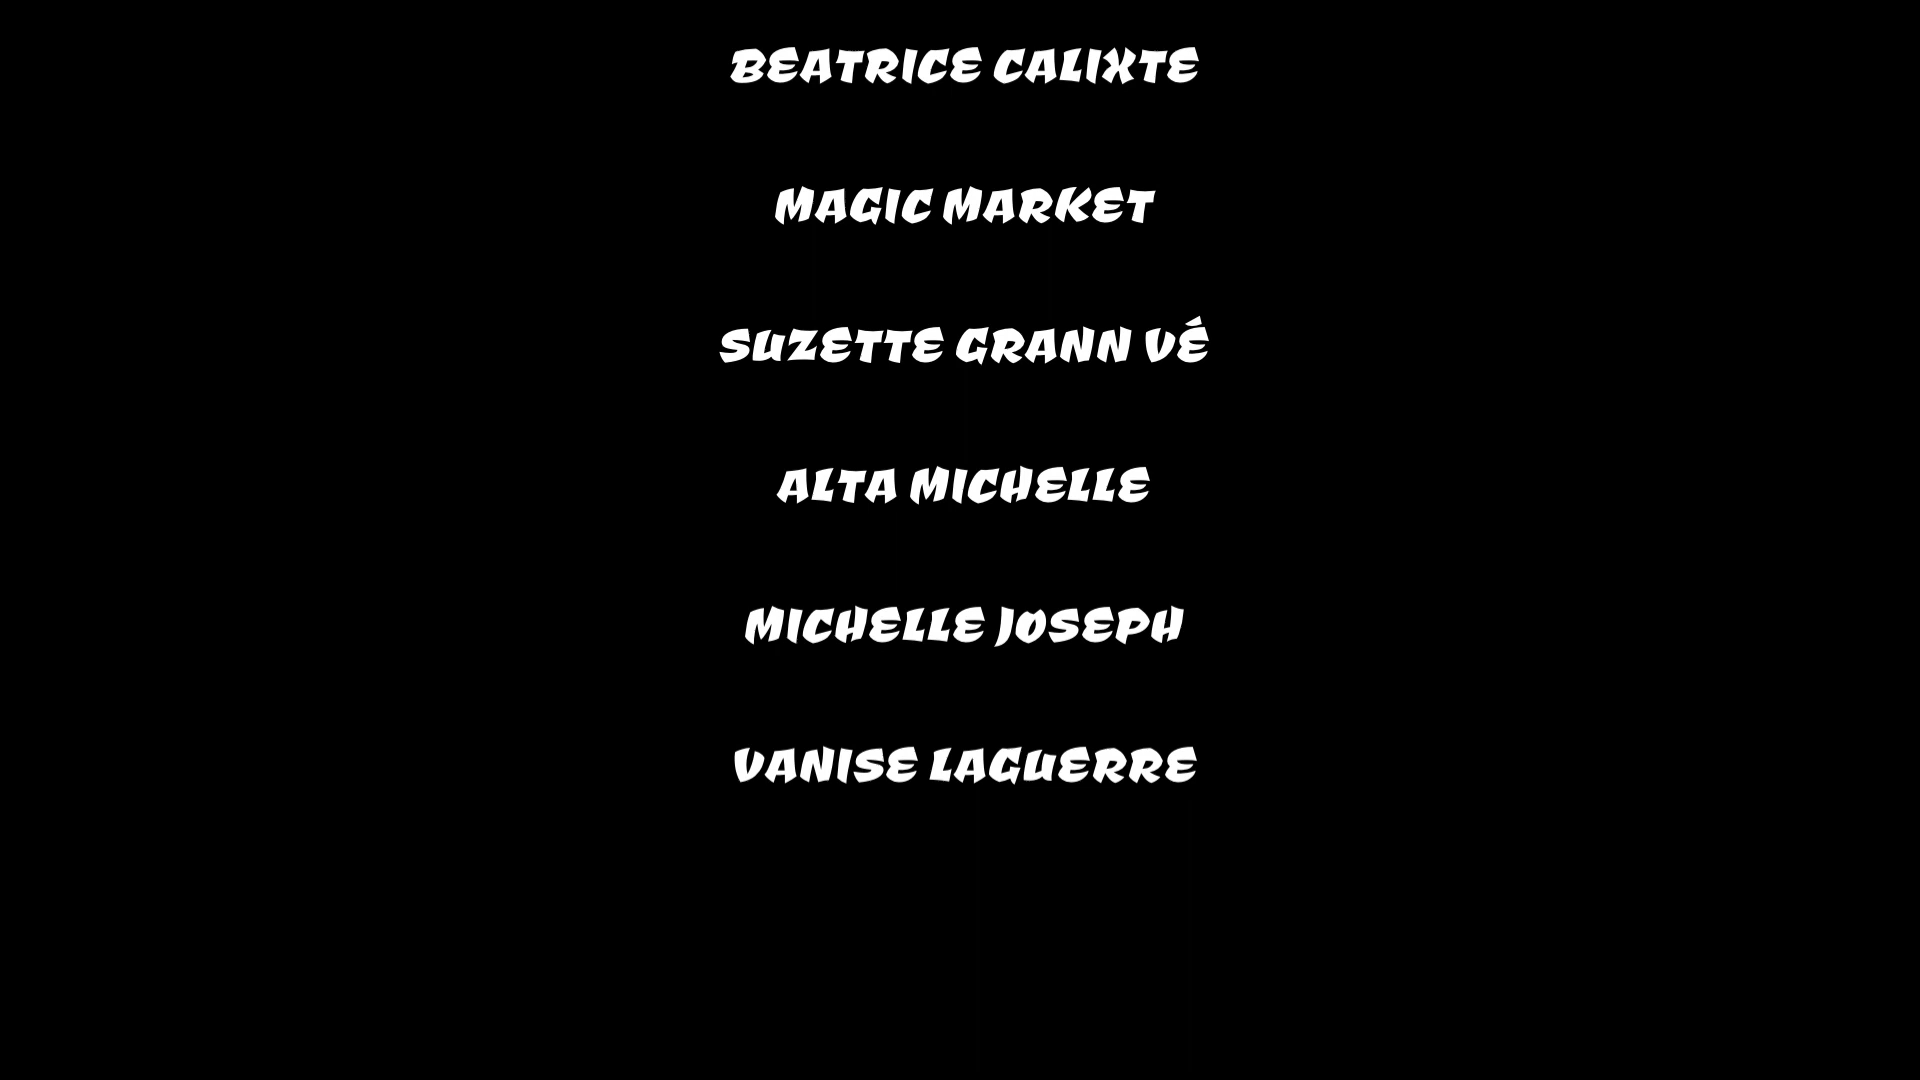 BEATRICE CALIXTE
MAGIC MARKET
SUZETTE GRANN VÉ
ALTA MICHELLE
MICHELLE JOSEPH
VANISE LAGUERRE